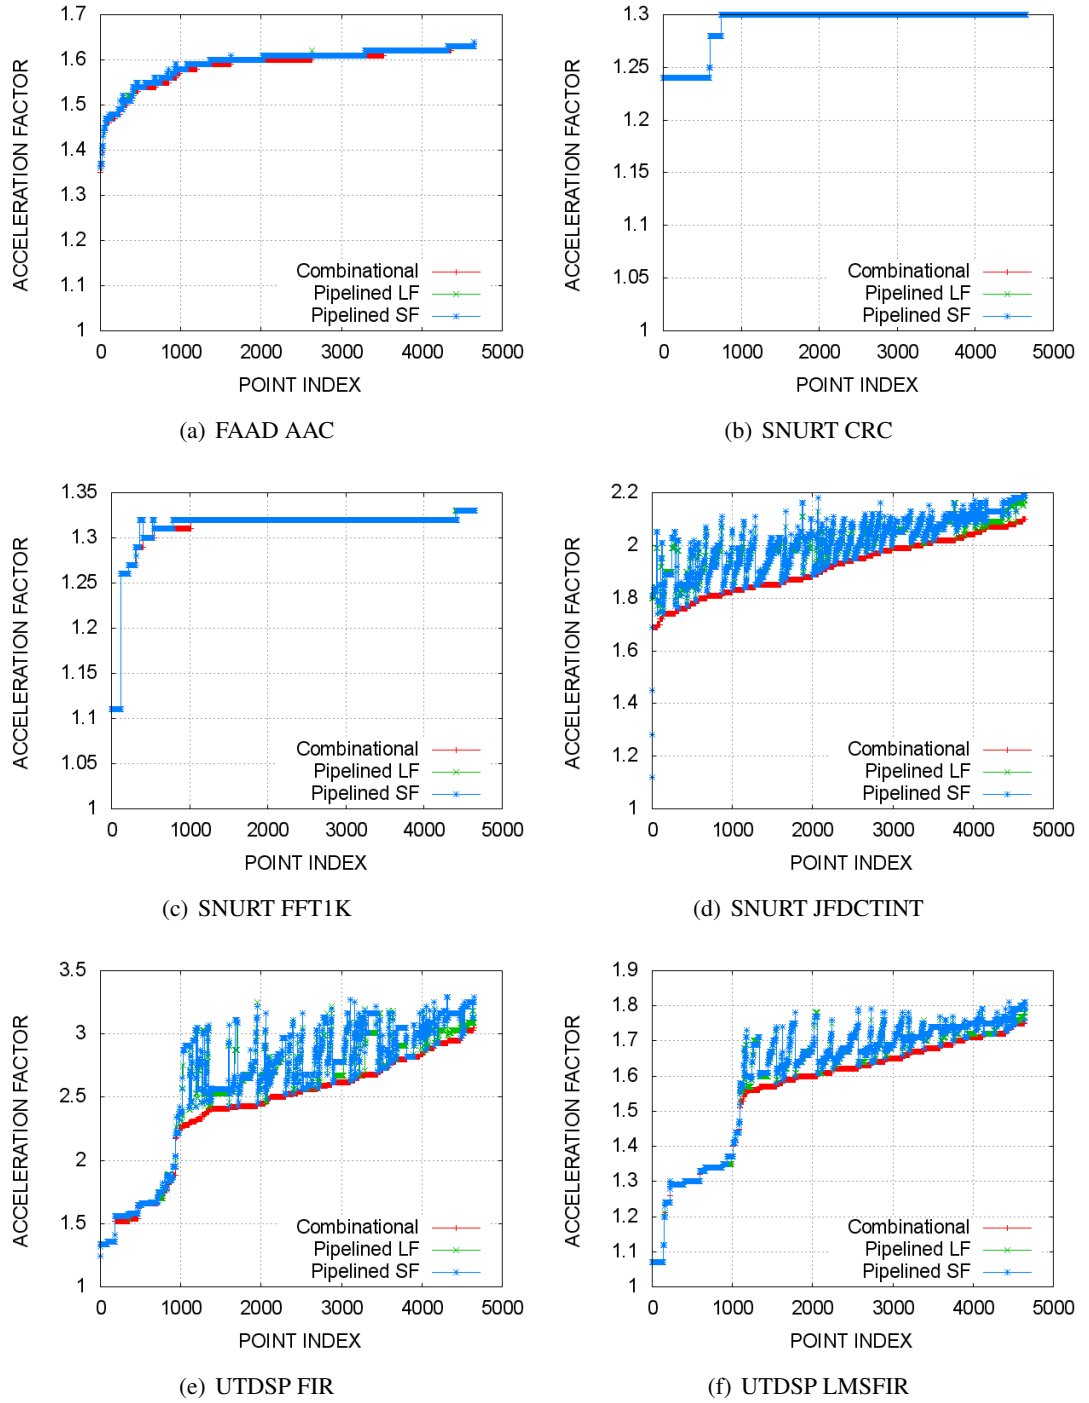 1.7
1.6
1.5
1.4
1.3
1.2
1.1
1
ACCELERATION FACTOR
Combinational
Pipelined LF
Pipelined SF
0 1000 2000 3000 4000 5000
POINT INDEX
(a) FAAD AAC
1.3
1.25
1.2
1.15
1.1
1.05
1
ACCELERATION FACTOR
Combinational
Pipelined LF
Pipelined SF
0 1000 2000 3000 4000 5000
POINT INDEX
(b) SNURT CRC
1.35
1.3
1.25
1.2
1.15
1.1
1.05
1
ACCELERATION FACTOR
Combinational
Pipelined LF
Pipelined SF
0 1000 2000 3000 4000 5000
POINT INDEX
(c) SNURT FFT1K
2.2
2
1.8
1.6
1.4
1.2
1
ACCELERATION FACTOR
Combinational
Pipelined LF
Pipelined SF
0 1000 2000 3000 4000 5000
POINT INDEX
(d) SNURT JFDCTINT
3.5
3
2.5
2
1.5
1
ACCELERATION FACTOR
Combinational
Pipelined LF
Pipelined SF
0 1000 2000 3000 4000 5000
POINT INDEX
(e) UTDSP FIR
1.9
1.8
1.7
1.6
1.5
1.4
1.3
1.2
1.1
1
ACCELERATION FACTOR
Combinational
Pipelined LF
Pipelined SF
0 1000 2000 3000 4000 5000
POINT INDEX
(f) UTDSP LMSFIR